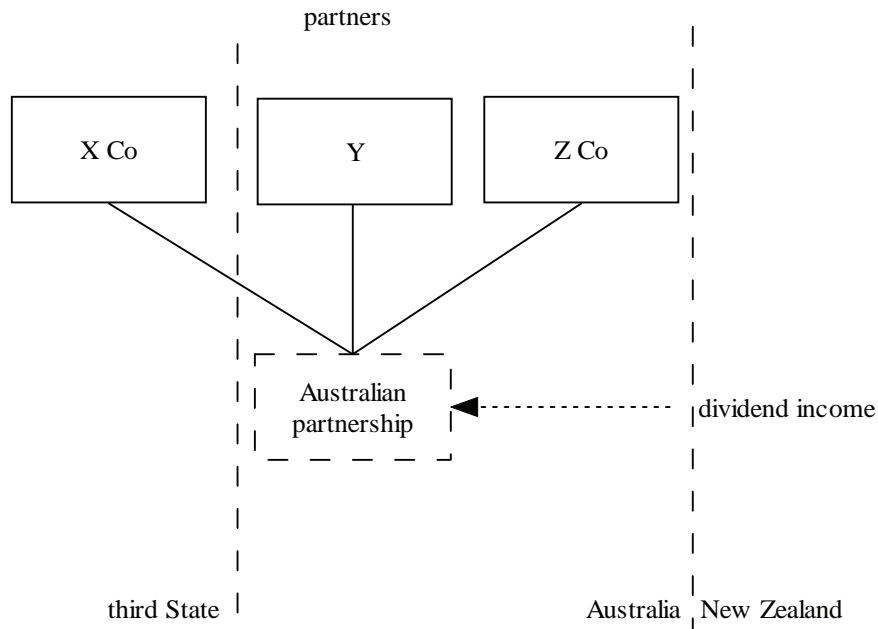 partners
X Co
Y
Z Co
Australian
partnership
dividend income
third State
Australia
New Zealand